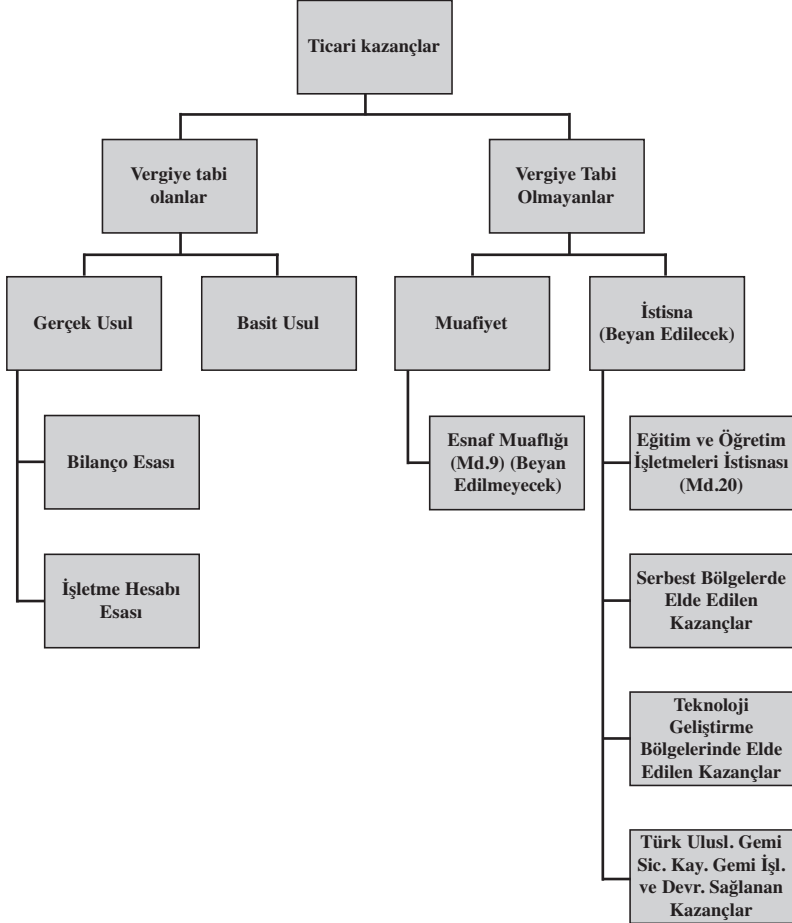 Ticari kazançlar
Vergiye tabi
olanlar
Vergiye Tabi
Olmayanlar
Gerçek Usul
Basit Usul
Muafiyet
İstisna
(Beyan Edilecek)
Bilanço Esası
Esnaf Muaflığı
(Md.9) (Beyan
Edilmeyecek)
Eğitim ve Öğretim
İşletmeleri İstisnası
(Md.20)
İşletme Hesabı
Esası
Serbest Bölgelerde
Elde Edilen
Kazançlar
Teknoloji
Geliştirme
Bölgelerinde Elde
Edilen Kazançlar
Türk Ulusl. Gemi
Sic. Kay. Gemi İşl.
ve Devr. Sağlanan
Kazançlar